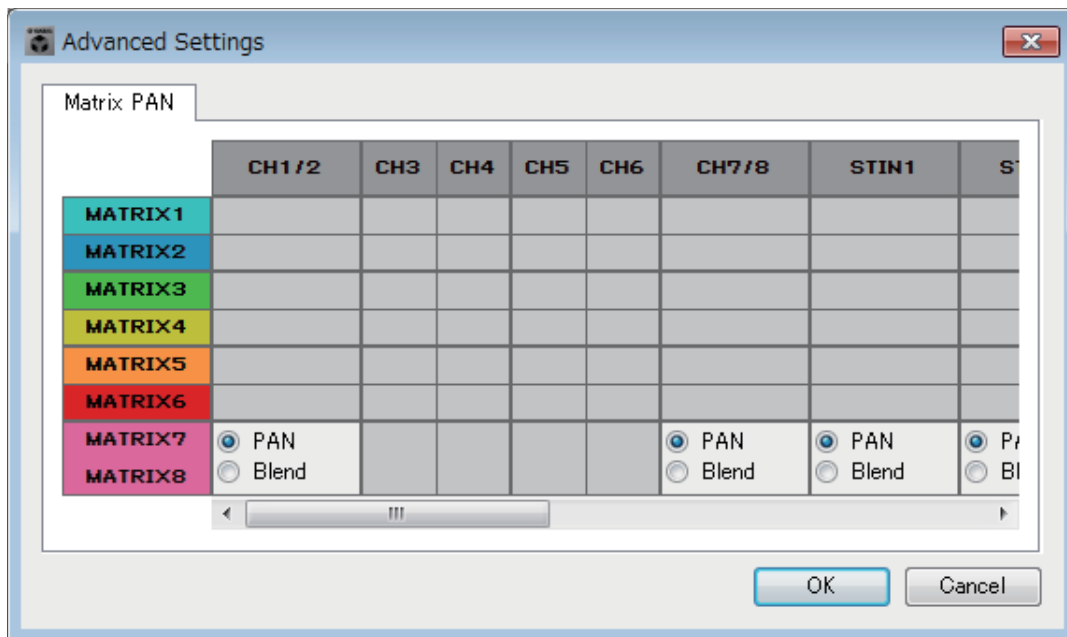 Advanced Settings
Matrix PAN
CH1/2 CH3 CH4 CH5 CH6 CH7/8 STIN1
MATRIX1
MATRIX2
MATRIX3
MATRIX4
MATRIX5
MATRIX6
MATRIX7 PAN PAN PAN
MATRIX8 Blend Blend Blend
OK Cancel